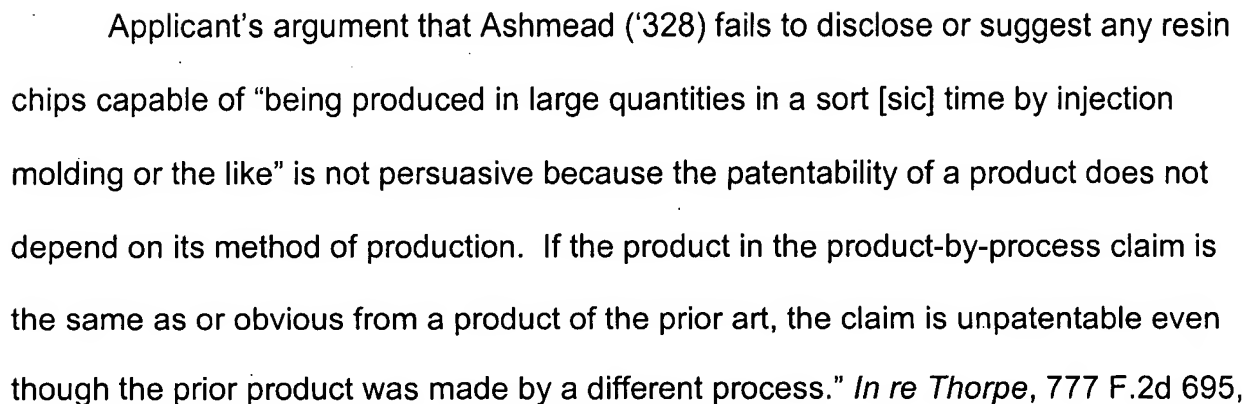 Applicant's argument that Ashmead ('328) fails to disclose or suggest any resin
chips capable of "being produced in large quantities in a sort [sic] time by injection
molding or the like" is not persuasive because the patentability of a product does not
depend on its method of production. If the product in the product-by-process claim is
the same as or obvious from a product of the prior art, the claim is unpatentable even
though the prior product was made by a different process." In re Thorpe, 777 F.2d 695,